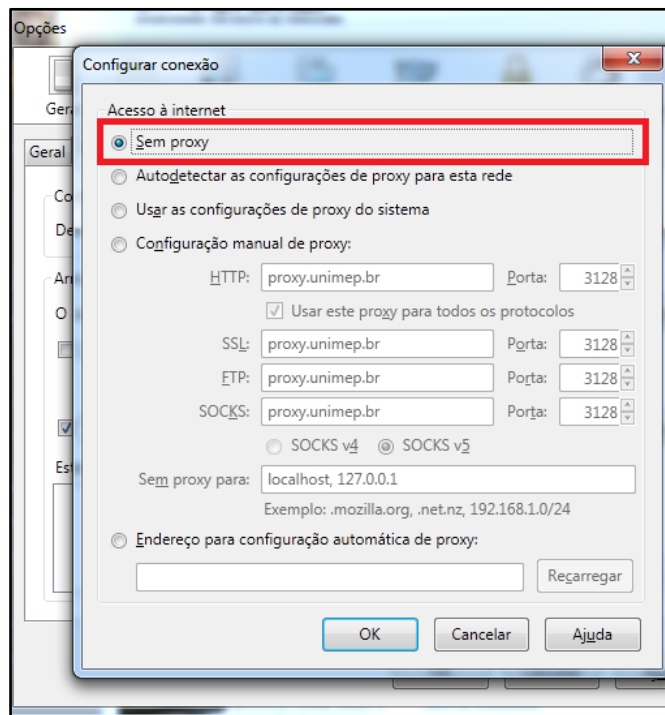 Opções
Configurar conexão
Gera
Acesso à internet
Sem proxy
Geral
Autodetectar as configurações de proxy para esta rede
Co
Usar as configurações de proxy do sistema
De
Configuração manual de proxy:
HTTP: proxy.unimep.br Porta: 3128
O
Usar este proxy para todos os protocolos
SSL: proxy.unimep.br Porta: 3128
FTP: proxy.unimep.br Porta: 3128
SOCKS: proxy.unimep.br Porta: 3128
SOCKS v4 SOCKS v5
Est
Sem proxy para: localhost, 127.0.0.1
Exemplo: .mozilla.org, .net.nz, 192.168.1.0/24
Endereço para configuração automática de proxy:
Recarregar
OK Cancelar Ajuda